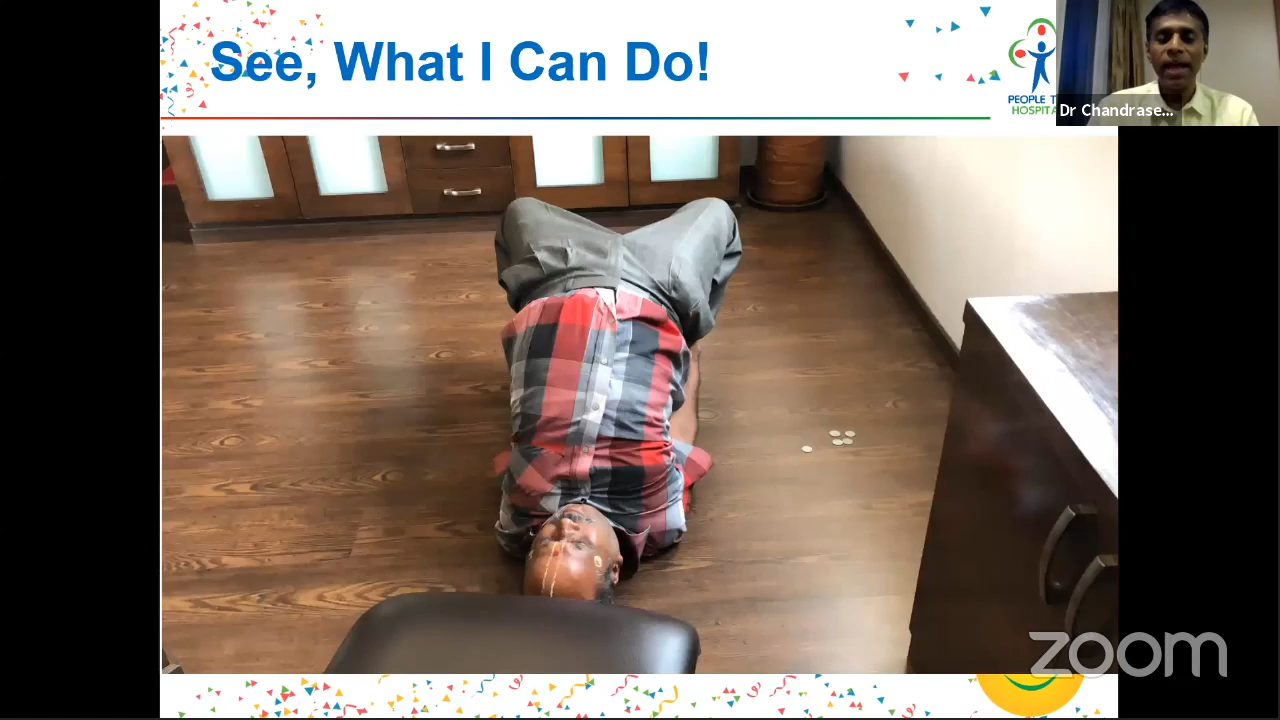 See, What I Can Do!
PEOPLE T
HOSPITA
Dr Chandrase...
zoom